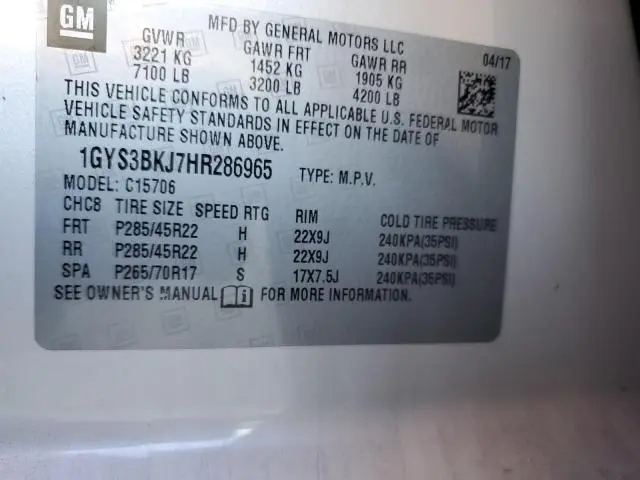 GM
MFD BY GENERAL MOTORS LLC
GVWR GAWR FRT GAWR RR 04/17
3221 KG 1452 KG 1905 KG
7100 LB 3200 LB 4200 LB
THIS VEHICLE CONFORMS TO ALL APPLICABLE U.S. FEDERAL MOTOR
VEHICLE SAFETY STANDARDS IN EFFECT ON THE DATE OF
MANUFACTURE SHOWN ABOVE.
1GYS3BKJ7HR286965 TYPE: M.P.V.
MODEL: C15706
CHC8 TIRE SIZE SPEED RTG RIM COLD TIRE PRESSURE
FRT P285/45R22 H 22X9J 240KPA(35PSI)
RR P285/45R22 H 22X9J 240KPA(35PSI)
SPA P265/70R17 S 17X7.5J 240KPA(35PSI)
SEE OWNER'S MANUAL i FOR MORE INFORMATION.